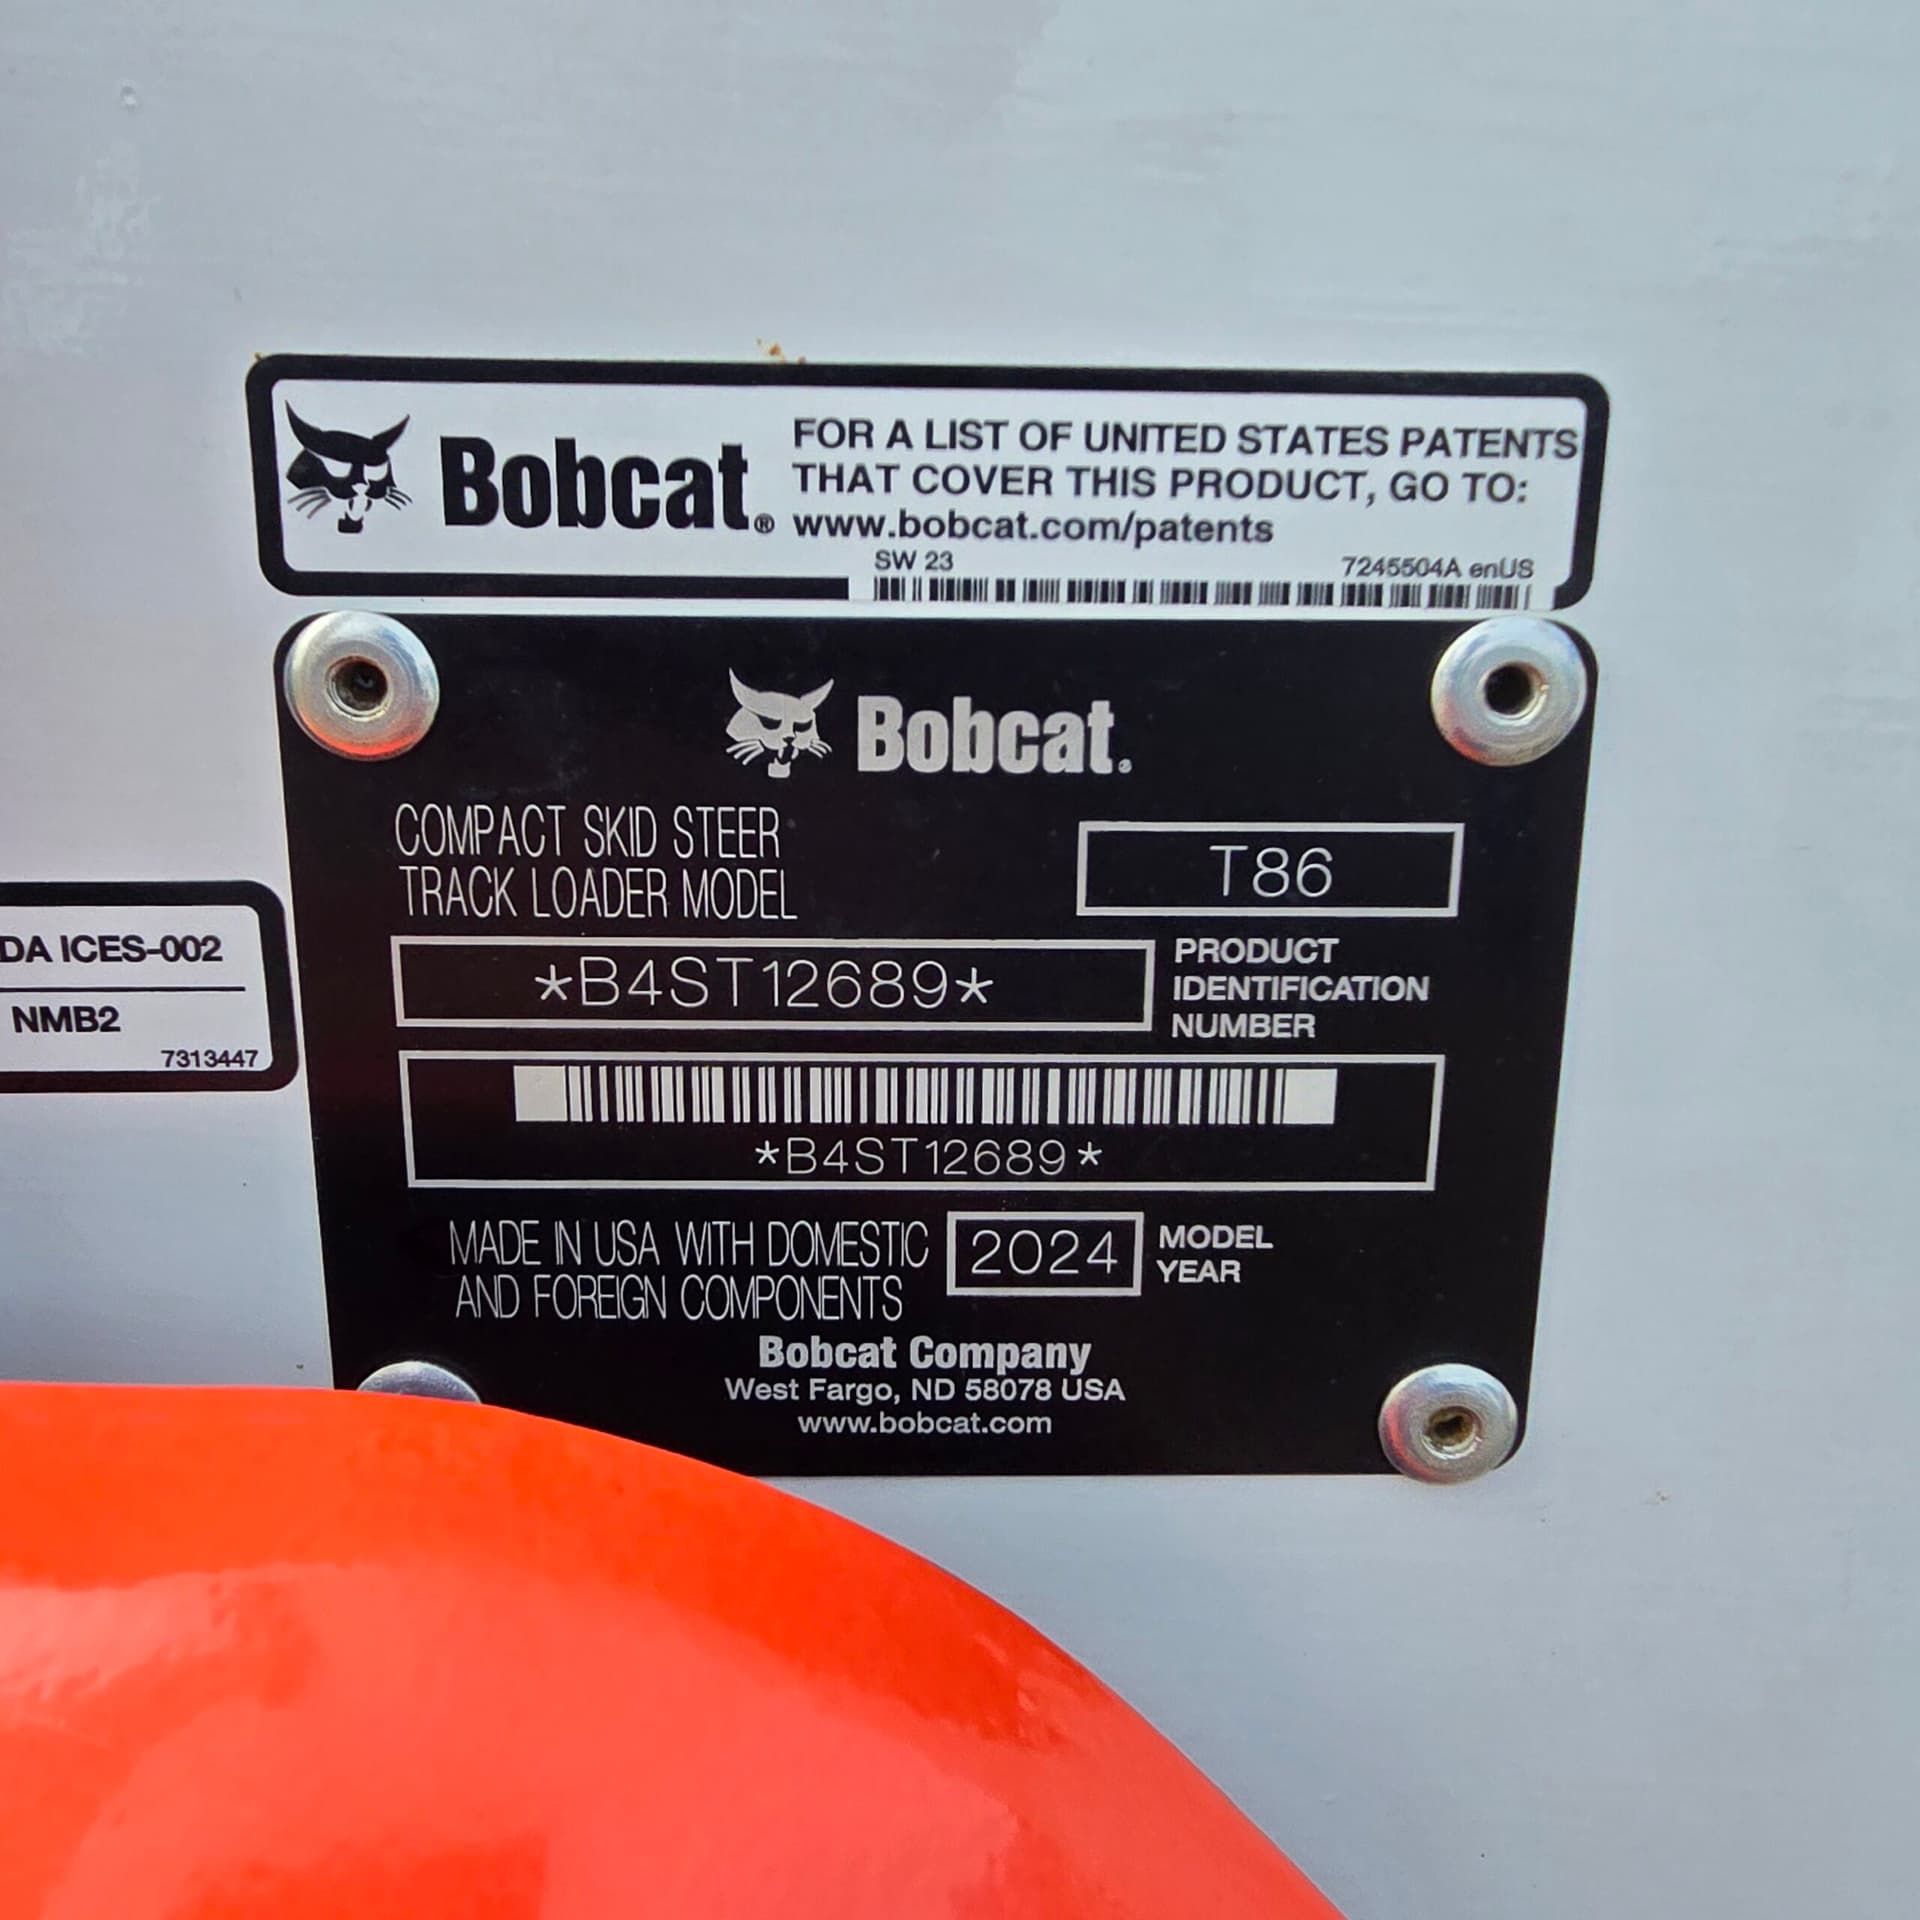 Bobcat®
FOR A LIST OF UNITED STATES PATENTS
THAT COVER THIS PRODUCT, GO TO:
www.bobcat.com/patents
SW 23
7245504A enUS
Bobcat.
COMPACT SKID STEER
TRACK LOADER MODEL
T86
*B4ST12689*
PRODUCT
IDENTIFICATION
NUMBER
*B4ST12689*
MADE IN USA WITH DOMESTIC
AND FOREIGN COMPONENTS
2024
MODEL
YEAR
Bobcat Company
West Fargo, ND 58078 USA
www.bobcat.com
DA ICES-002
NMB2
7313447